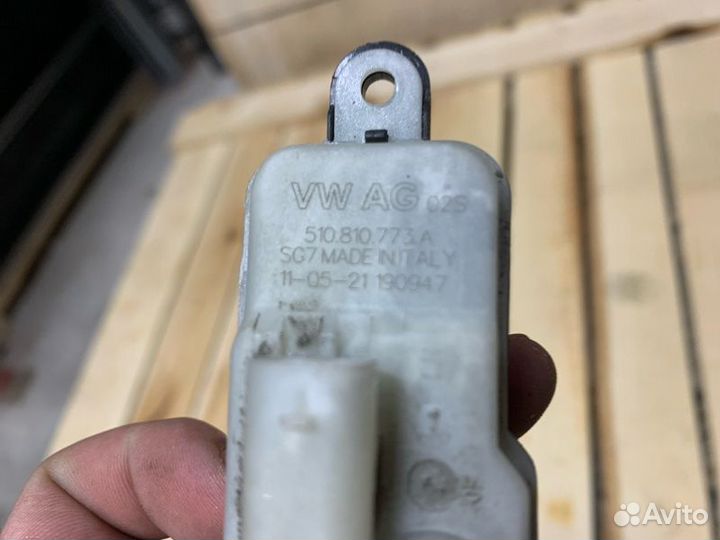 VW AG 02S
510.810.773.A
SG7 MADE IN ITALY
11-05-21 190947
Avito